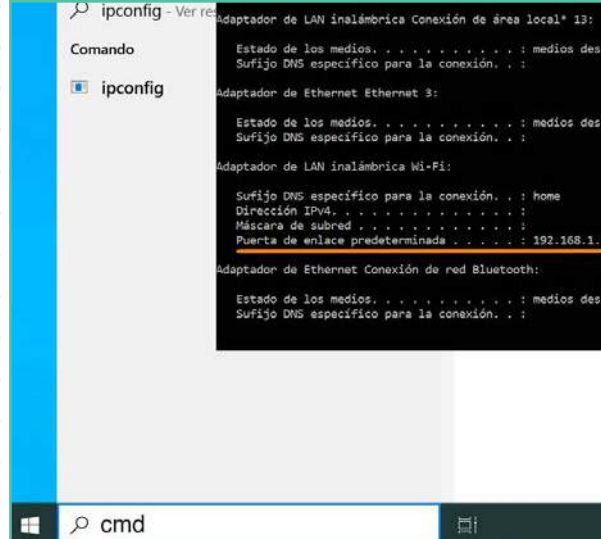 ipconfig - Ver res
Comando
ipconfig
Adaptador de LAN inalámbrica Conexión de área local* 13:
Estado de los medios. . . . . . . . . . . : medios des
Sufijo DNS específico para la conexión. . :
Adaptador de Ethernet Ethernet 3:
Estado de los medios. . . . . . . . . . . : medios des
Sufijo DNS específico para la conexión. . :
Adaptador de LAN inalámbrica Wi-Fi:
Sufijo DNS específico para la conexión. . : home
Dirección IPv4. . . . . . . . . . . . . . :
Máscara de subred . . . . . . . . . . . . :
Puerta de enlace predeterminada . . . . . : 192.168.1.
Adaptador de Ethernet Conexión de red Bluetooth:
Estado de los medios. . . . . . . . . . . : medios des
Sufijo DNS específico para la conexión. . :
cmd